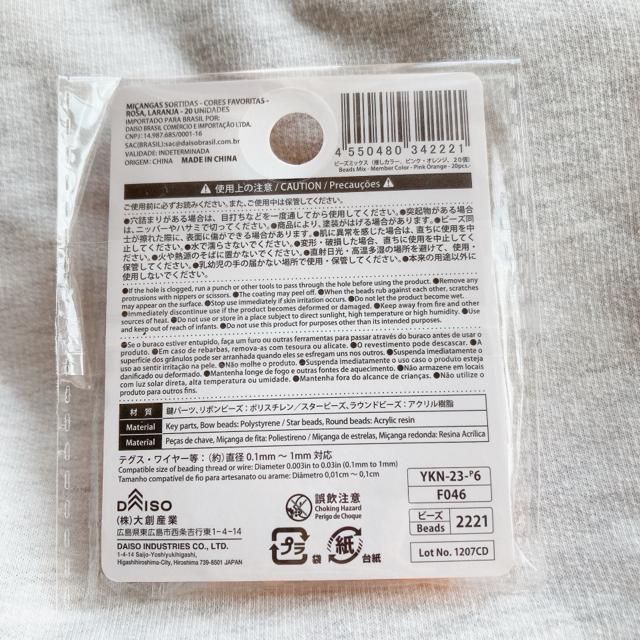 MIÇANGAS SORTIDAS - CORES FAVORITAS -
ROSA, LARANJA - 20 UNIDADES
IMPORTADO PARA BRASIL POR:
DAISO BRASIL COMÉRCIO E IMPORTAÇÃO LTDA.
CNPJ: 14.987.685/0001-16
SAC(BRASIL):sac@daisobrasil.com.br
VALIDADE: INDETERMINADA
ORIGEM: CHINA MADE IN CHINA
4 550480 342221
ビーズミックス (推しカラー、ピンク・オレンジ、20個)
Beads Mix - Member Color - Pink Orange - 20pcs-
使用上の注意 / CAUTION / Precauções
ご使用前に必ずお読みください。また、ご使用中は保管してください。
●穴詰まりがある場合は、目打ちなどを一度通してから使用してください。●突起物がある場合
は、ニッパーやハサミで切ってください。●商品により、塗装がはげる場合があります。●ビーズ同
士が擦れた際に、表面に傷ができる場合があります。●肌に異常を感じた場合は、直ちに使用を中
止してください。●水で濡らさないでください。●変形・破損した場合、直ちに使用を中止してく
ださい。●火や熱源のそばに置かないでください。●直射日光・高温多湿の場所を避けて、使用・
保管してください。●乳幼児の手の届かない場所で使用・保管してください。●本来の用途以外に
使用しないでください。
●If the hole is clogged, run a punch or other tools to pass through the hole before using the product. ●Remove any
protrusions with nippers or scissors. ●The coating may peel off. ●When the beads rub against each other, scratches
may appear on the surface. ●Stop use immediately if skin irritation occurs. ●Do not let the product become wet.
●Immediately discontinue use if the product becomes deformed or damaged. ●Keep away from fire and other
sources of heat. ●Do not use or store in a place subject to direct sunlight, high temperature or high humidity. ●Use
and keep out of reach of infants. ●Do not use this product for purposes other than its intended purposes.
●Se o buraco estiver entupido, faça um furo ou outras ferramentas para passar através do buraco antes de usar o
produto. ●Em caso de rebarbas, remova-as com tesoura ou alicate. ●O revestimento pode descascar. ●A
superfície dos grânulos pode ser arranhada quando eles se esfregam uns nos outros. ●Suspenda imediatamente o
uso ao sentir irritação na pele. ●Não molhe o produto. ●Suspenda imediatamente o uso caso o produto esteja
danificado ou deformado. ●Mantenha longe de fogo e outras fontes de aquecimento. ●Não armazene em locais
com luz solar direta, alta temperatura ou umidade. ●Mantenha fora do alcance de crianças. ●Não utilize o
produto para outros fins além dos especificados.
材 質 鍵パーツ、リボンビーズ：ポリスチレン／スタービーズ、ラウンドビーズ：アクリル樹脂
Material Key parts, Bow beads: Polystyrene / Star beads, Round beads: Acrylic resin
Material Peças de chave, Miçanga de fita: Poliestireno / Miçanga de estrelas, Miçanga redonda: Resina Acrílica
テグス・ワイヤー等：（約）直径 0.1mm ～ 1mm 対応
Compatible size of beading thread or wire: Diameter 0.003in to 0.03in (0.1mm to 1mm)
Tamanho compatível de fio para artesanato ou arame: Diâmetro 0,01cm ～ 0,1cm
DAISO
(株)大創産業
広島県東広島市西条吉行東1-4-14
DAISO INDUSTRIES CO., LTD.
1-4-14 Saijo-Yoshiyukihigashi,
Higashihiroshima-City, Hiroshima 739-8501 JAPAN
誤飲注意
Choking Hazard
Perigo de Choque
プラ 袋 紙 台紙
YKN-23-P6
F046
ビーズ
Beads 2221
Lot No. 1207CD